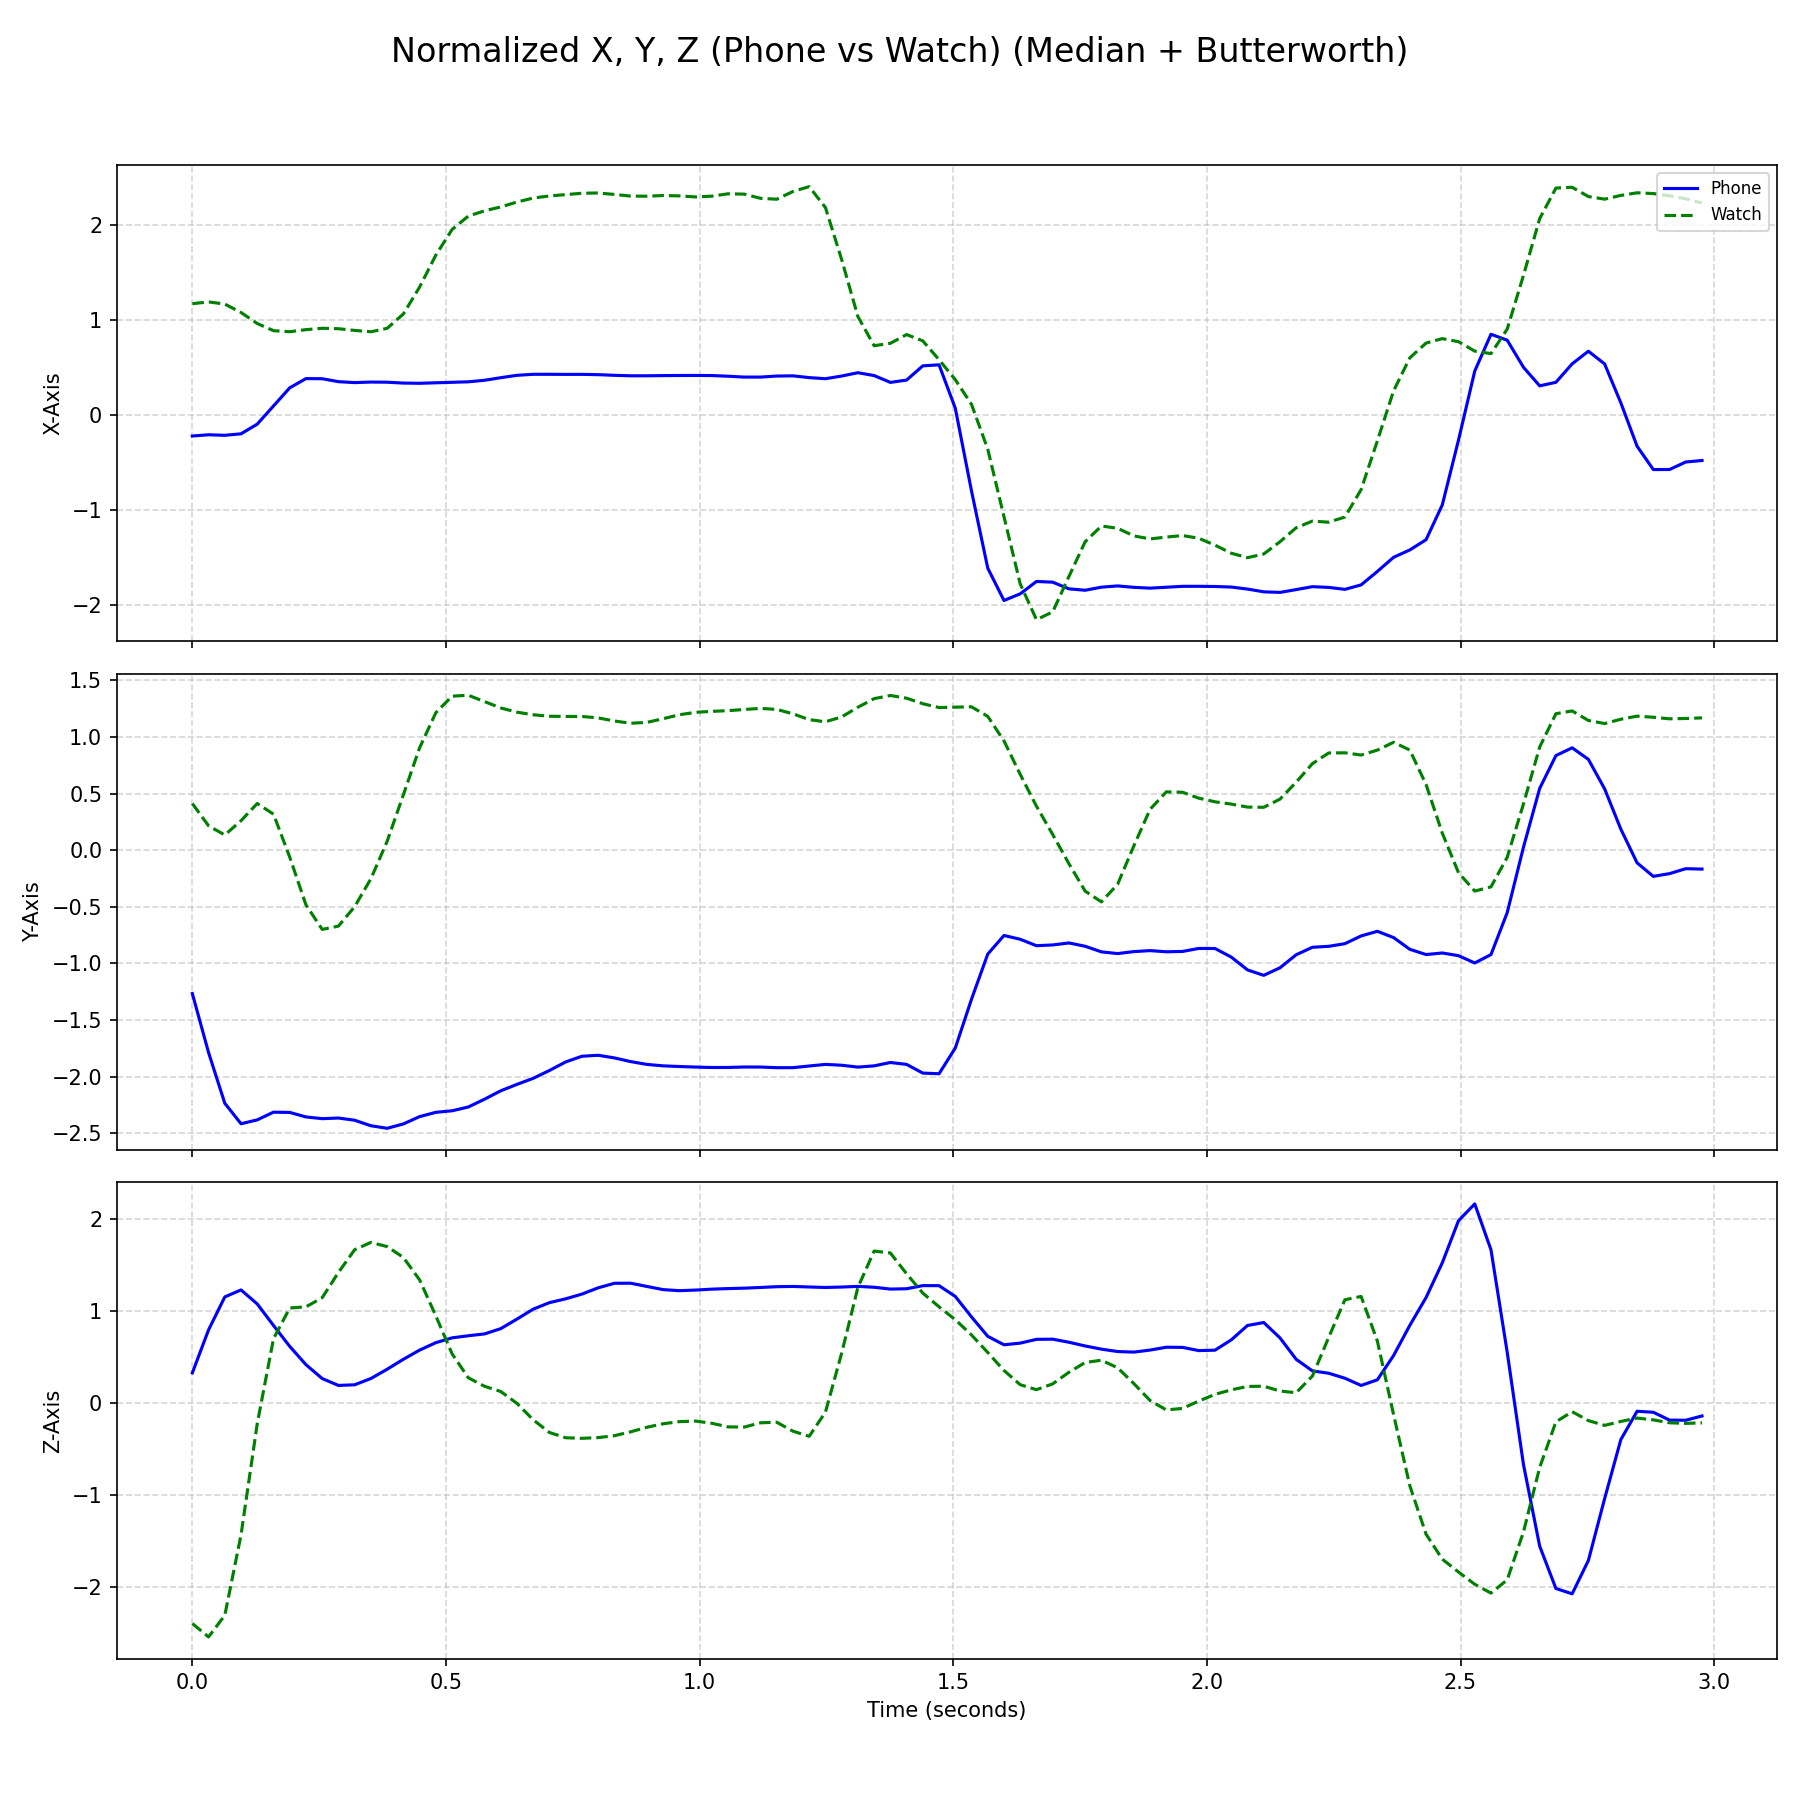 Normalized X, Y, Z (Phone vs Watch) (Median + Butterworth)
Phone
Watch
X-Axis
2
1
0
−1
−2
Y-Axis
1.5
1.0
0.5
0.0
−0.5
−1.0
−1.5
−2.0
−2.5
Z-Axis
2
1
0
−1
−2
0.0 0.5 1.0 1.5 2.0 2.5 3.0
Time (seconds)